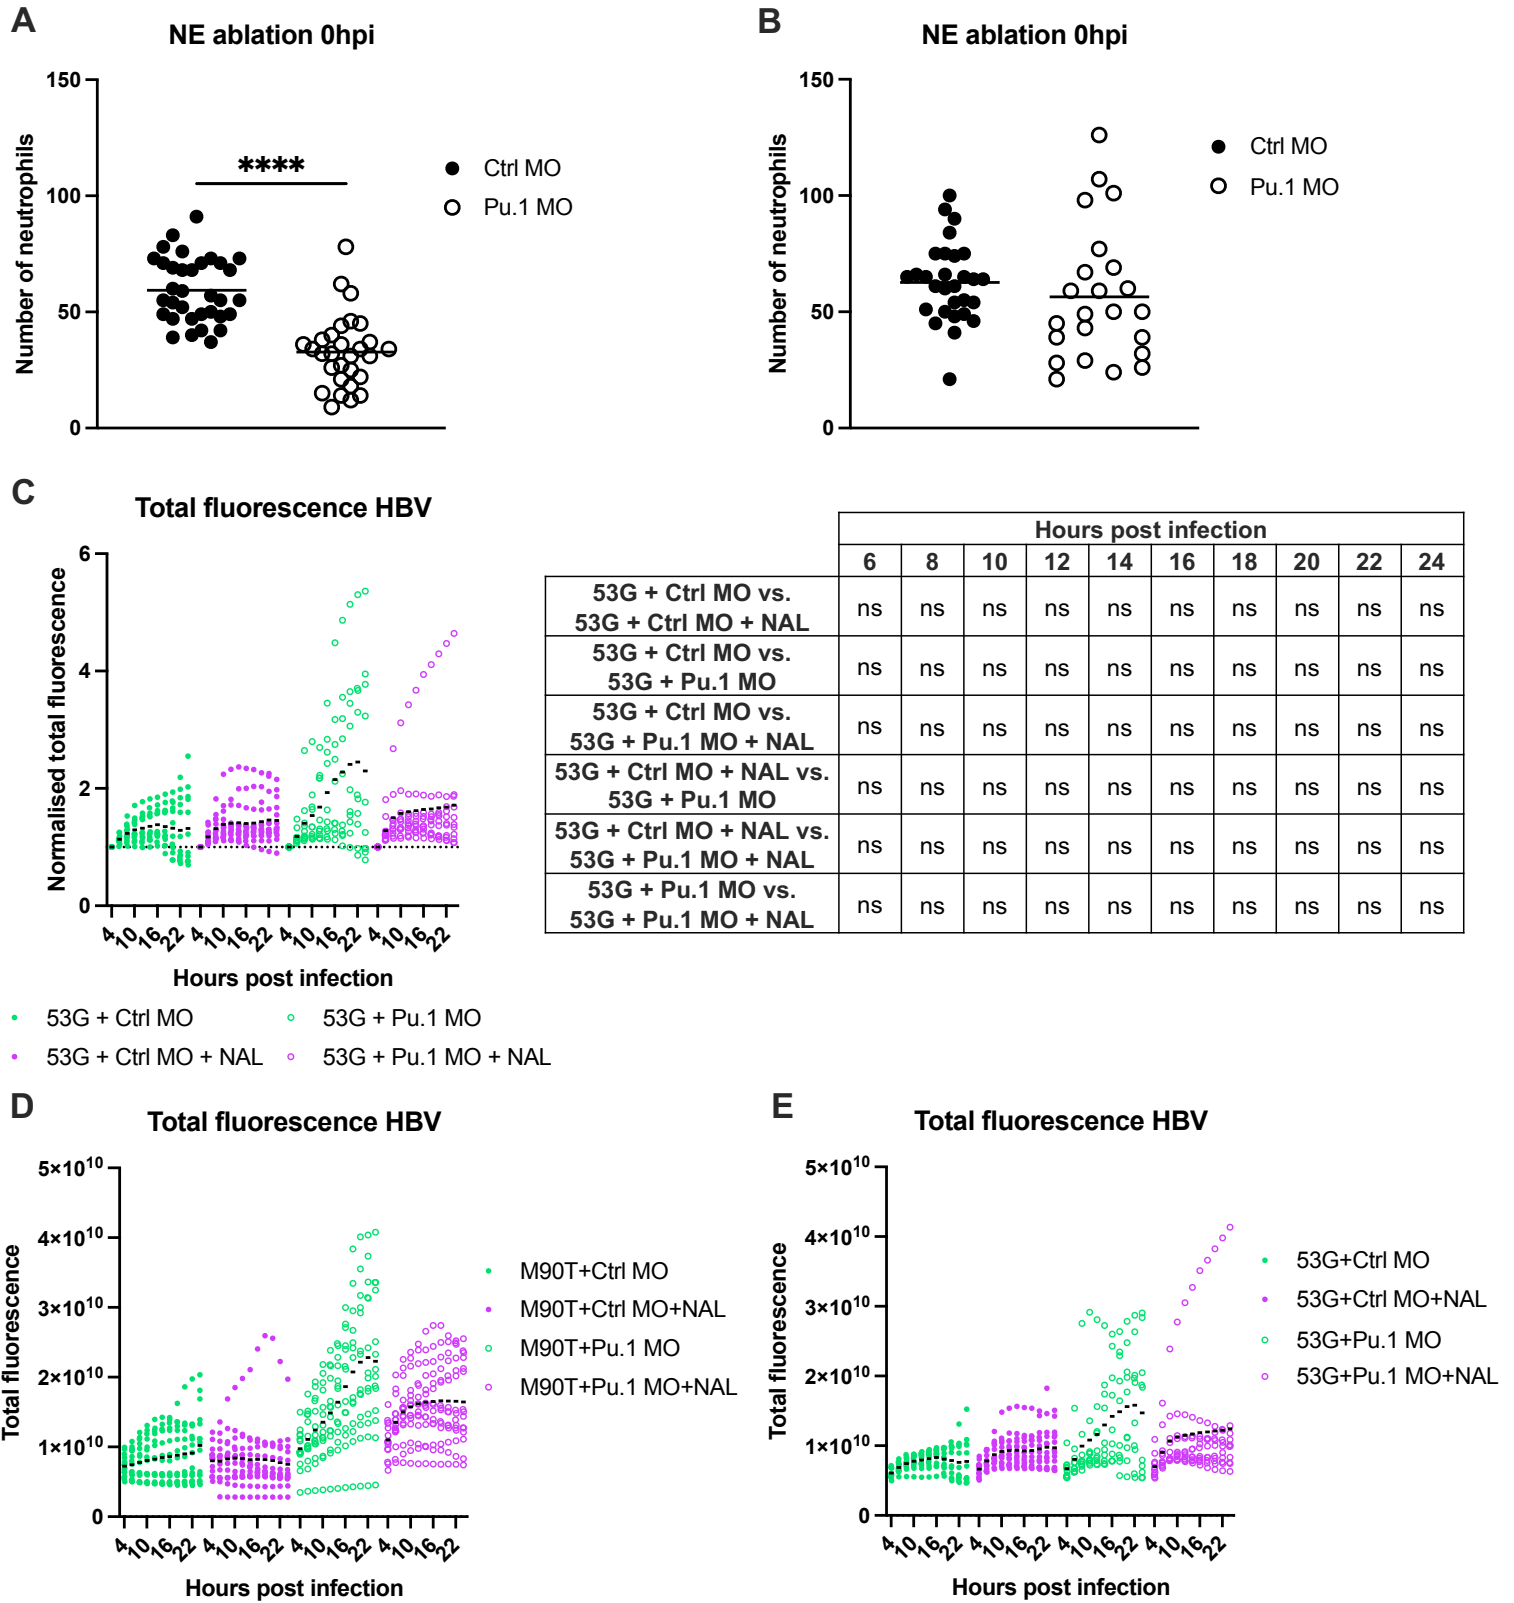 A
NE ablation 0hpi
150
100
50
0
Number of neutrophils
****
Ctrl MO
Pu.1 MO
B
NE ablation 0hpi
150
100
50
0
Number of neutrophils
Ctrl MO
Pu.1 MO
C
Total fluorescence HBV
6
4
2
0
Normalised total fluorescence
4 10 16 22 4 10 16 22 4 10 16 22 4 10 16 22
Hours post infection
53G + Ctrl MO
53G + Pu.1 MO
53G + Ctrl MO + NAL
53G + Pu.1 MO + NAL
Hours post infection
6 8 10 12 14 16 18 20 22 24
53G + Ctrl MO vs.
53G + Ctrl MO + NAL
ns ns ns ns ns ns ns ns ns ns
53G + Ctrl MO vs.
53G + Pu.1 MO
ns ns ns ns ns ns ns ns ns ns
53G + Ctrl MO vs.
53G + Pu.1 MO + NAL
ns ns ns ns ns ns ns ns ns ns
53G + Ctrl MO + NAL vs.
53G + Pu.1 MO
ns ns ns ns ns ns ns ns ns ns
53G + Ctrl MO + NAL vs.
53G + Pu.1 MO + NAL
ns ns ns ns ns ns ns ns ns ns
53G + Pu.1 MO vs.
53G + Pu.1 MO + NAL
ns ns ns ns ns ns ns ns ns ns
D
Total fluorescence HBV
5×10¹⁰
4×10¹⁰
3×10¹⁰
2×10¹⁰
1×10¹⁰
0
Total fluorescence
4 10 16 22 4 10 16 22 4 10 16 22 4 10 16 22
Hours post infection
M90T+Ctrl MO
M90T+Ctrl MO+NAL
M90T+Pu.1 MO
M90T+Pu.1 MO+NAL
E
Total fluorescence HBV
5×10¹⁰
4×10¹⁰
3×10¹⁰
2×10¹⁰
1×10¹⁰
0
Total fluorescence
4 10 16 22 4 10 16 22 4 10 16 22 4 10 16 22
Hours post infection
53G+Ctrl MO
53G+Ctrl MO+NAL
53G+Pu.1 MO
53G+Pu.1 MO+NAL